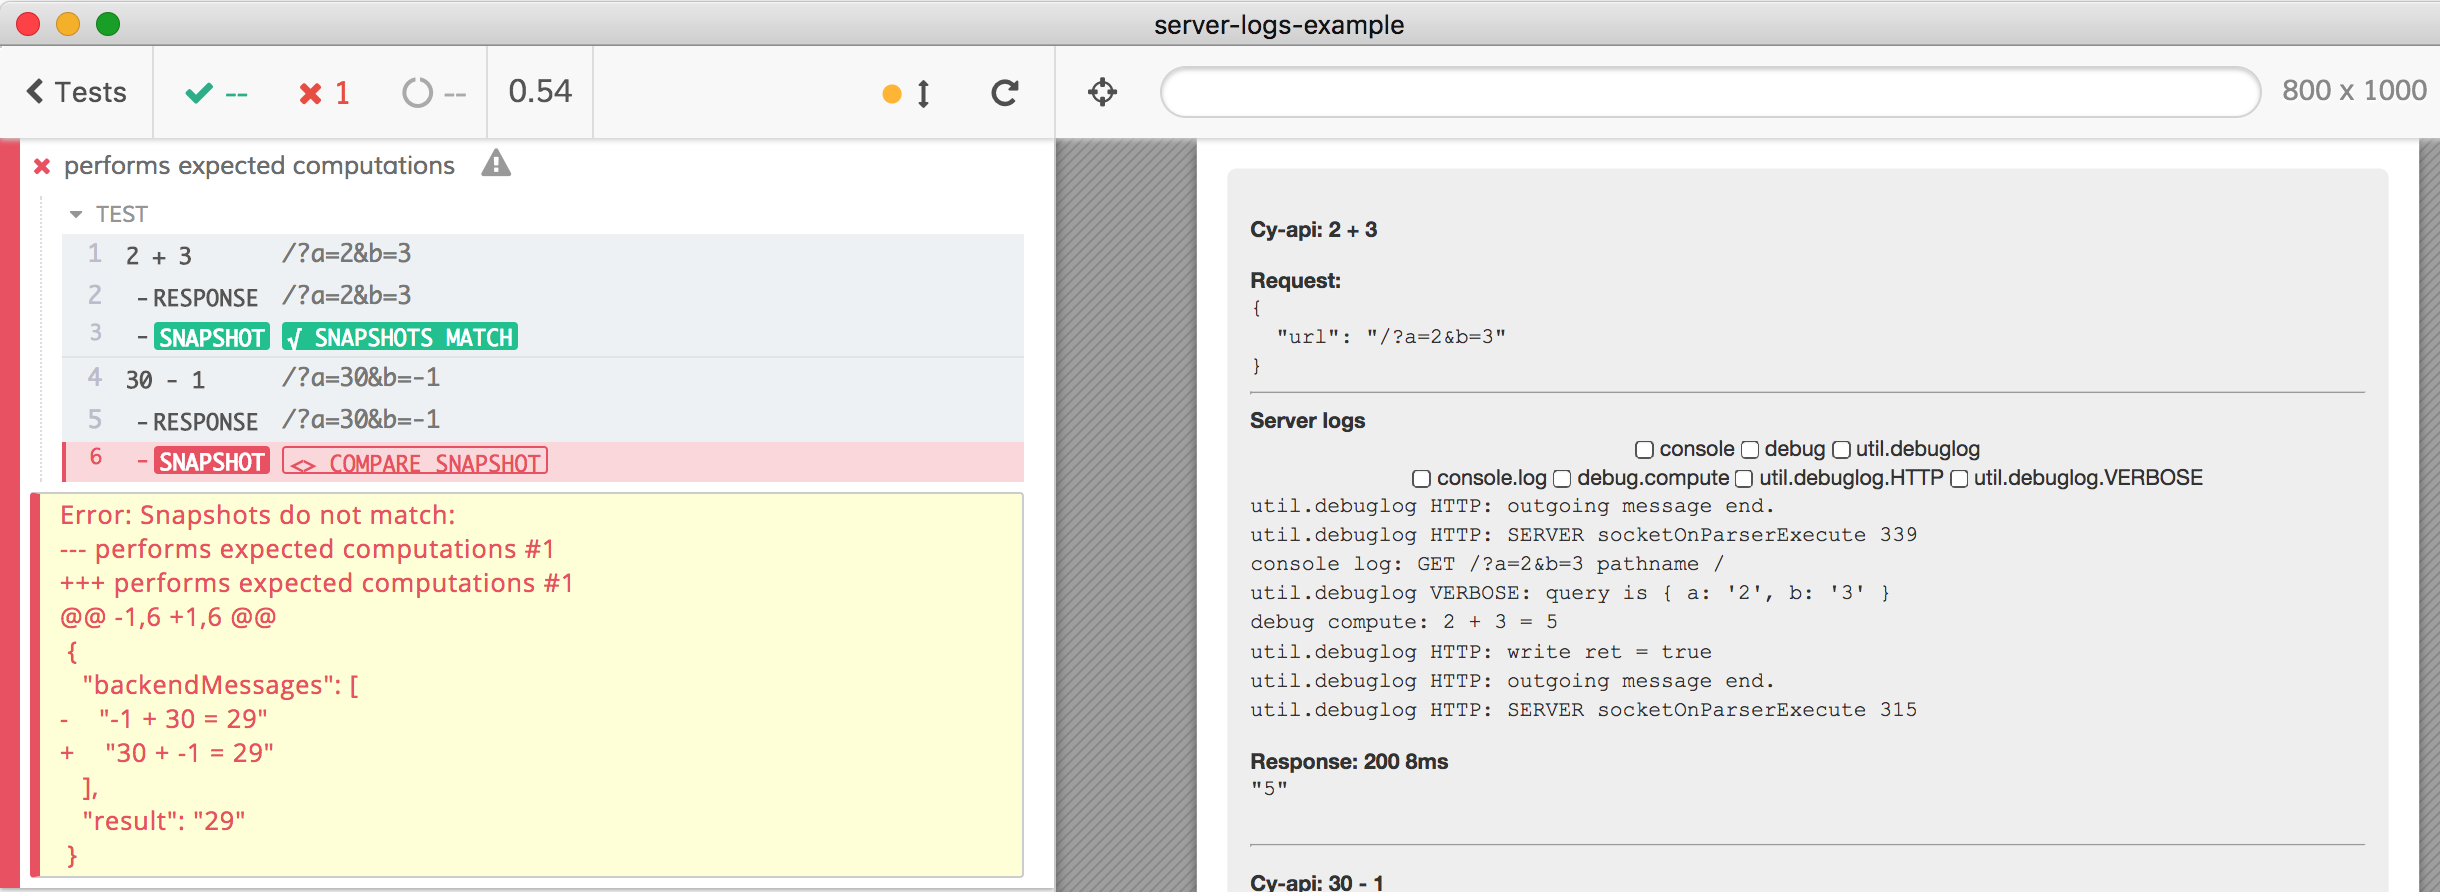 server-logs-example
Tests -- 1 -- 0.54 800 x 1000
performs expected computations
TEST
1 2 + 3 /?a=2&b=3
2 -RESPONSE /?a=2&b=3
3 -SNAPSHOT √ SNAPSHOTS MATCH
4 30 - 1 /?a=30&b=-1
5 -RESPONSE /?a=30&b=-1
6 -SNAPSHOT <> COMPARE SNAPSHOT
Error: Snapshots do not match:
--- performs expected computations #1
+++ performs expected computations #1
@@ -1,6 +1,6 @@
{
"backendMessages": [
- "-1 + 30 = 29"
+ "30 + -1 = 29"
],
"result": "29"
}
Cy-api: 2 + 3
Request:
{
"url": "/?a=2&b=3"
}
Server logs
console debug util.debuglog
console.log debug.compute util.debuglog.HTTP util.debuglog.VERBOSE
util.debuglog HTTP: outgoing message end.
util.debuglog HTTP: SERVER socketOnParserExecute 339
console log: GET /?a=2&b=3 pathname /
util.debuglog VERBOSE: query is { a: '2', b: '3' }
debug compute: 2 + 3 = 5
util.debuglog HTTP: write ret = true
util.debuglog HTTP: outgoing message end.
util.debuglog HTTP: SERVER socketOnParserExecute 315
Response: 200 8ms
"5"
Cy-api: 30 - 1